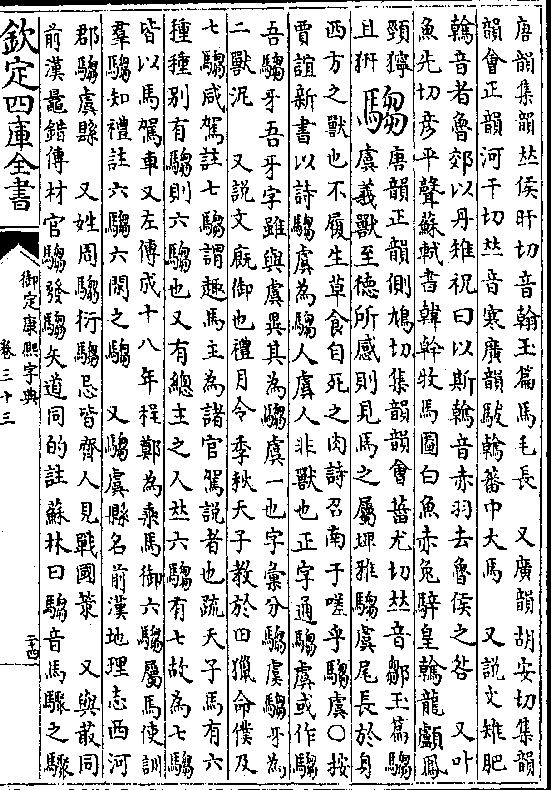 唐韻集韻𠀤侯旰切音翰玉篇馬毛長　又廣韻胡安切集韻
韻會正韻河干切𠀤音寒廣韻駮䮧蕃中大馬　又說文雉肥
䮧音者魯郊以丹雉祝曰以斯䮧音赤羽去魯侯之咎　又叶
魚先切彦平聲蘇軾書韓幹牧馬圖白魚赤兔騂皇䮧龍顱鳳
頸獰
且妍　騶　唐韻正韻側鳩切集韻韻會甾尤切𠀤音鄒玉篇騶
虞義獸至德所感則見馬之屬埤雅騶虞尾長於身
西方之獸也不履生草食自死之肉詩召南于嗟乎騶虞○按
賈誼新書以詩騶虞為騶人虞人非獸也正字通騶虞或作騶
吾騶牙吾牙字雖與虞異其為騶虞一也字彙分騶虞騶牙為
二獸泥　又說文廐御也禮月令季秋天子教於田獵命僕及
七騶咸駕註七騶謂趣馬主為諸官駕說者也疏天子馬有六
種種別有騶則六騶也又有總主之人𠀤六騶有七故為七騶
皆以馬駕車又左傳成十八年程鄭為乘馬御六騶屬馬使訓
羣騶知禮註六騶六閑之騶　又騶虞縣名前漢地理志西河
郡騶虞縣　又姓周騶衍騶忌皆齊人見戰國策　又與菆同
前漢鼂錯傳材官騶發騶矢道同的註蘇林曰騶音馬驟之驟
欽定四庫全書
御定康熙字典
卷三十三
二十四